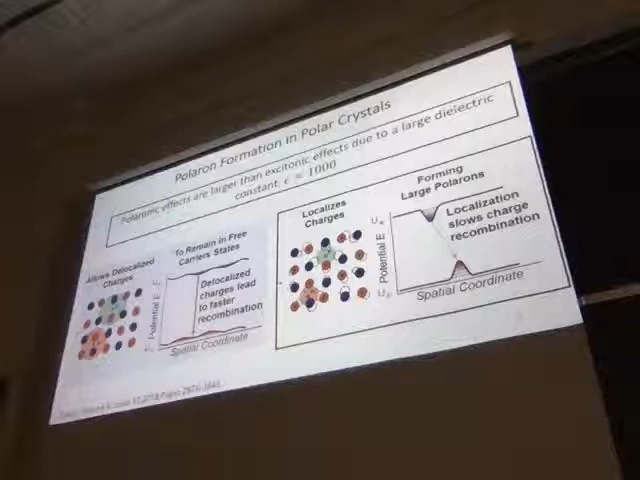 Polaron Formation in Polar Crystals
Polaronic effects are larger than excitonic effects due to a large dielectric
constant. ϵ ≈ 1000
Allows Delocalized
Charges
To Remain in Free
Carriers States
Potential E
Delocalized
charges lead
to faster
recombination
Spatial Coordinate
Localizes
Charges
Forming
Large Polarons
Potential E
Localization
slows charge
recombination
Spatial Coordinate